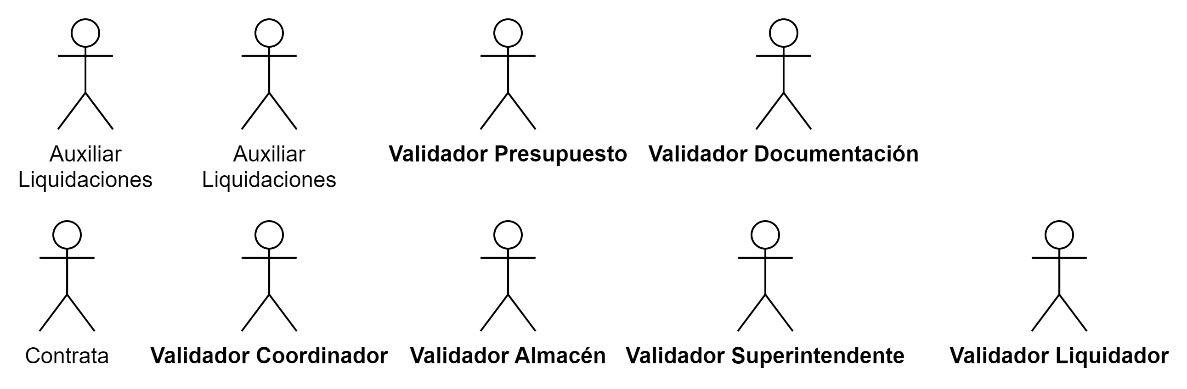 Auxiliar
Liquidaciones
Auxiliar
Liquidaciones
Validador Presupuesto
Validador Documentación
Contrata
Validador Coordinador
Validador Almacén
Validador Superintendente
Validador Liquidador